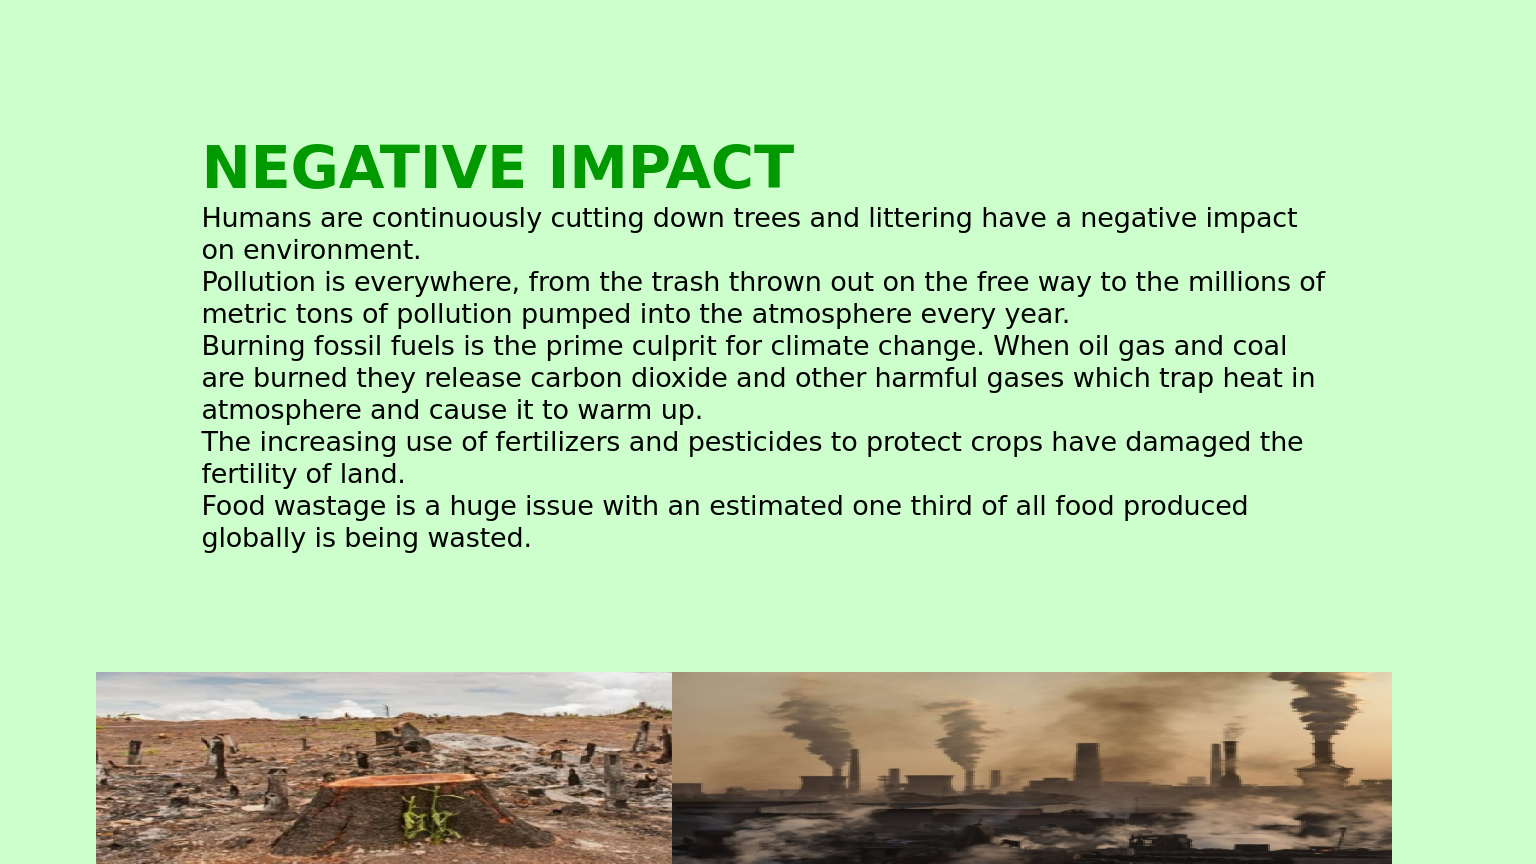 NEGATIVE IMPACT
Humans are continuously cutting down trees and littering have a negative impact
on environment.
Pollution is everywhere, from the trash thrown out on the free way to the millions of
metric tons of pollution pumped into the atmosphere every year.
Burning fossil fuels is the prime culprit for climate change. When oil gas and coal
are burned they release carbon dioxide and other harmful gases which trap heat in
atmosphere and cause it to warm up.
The increasing use of fertilizers and pesticides to protect crops have damaged the
fertility of land.
Food wastage is a huge issue with an estimated one third of all food produced
globally is being wasted.